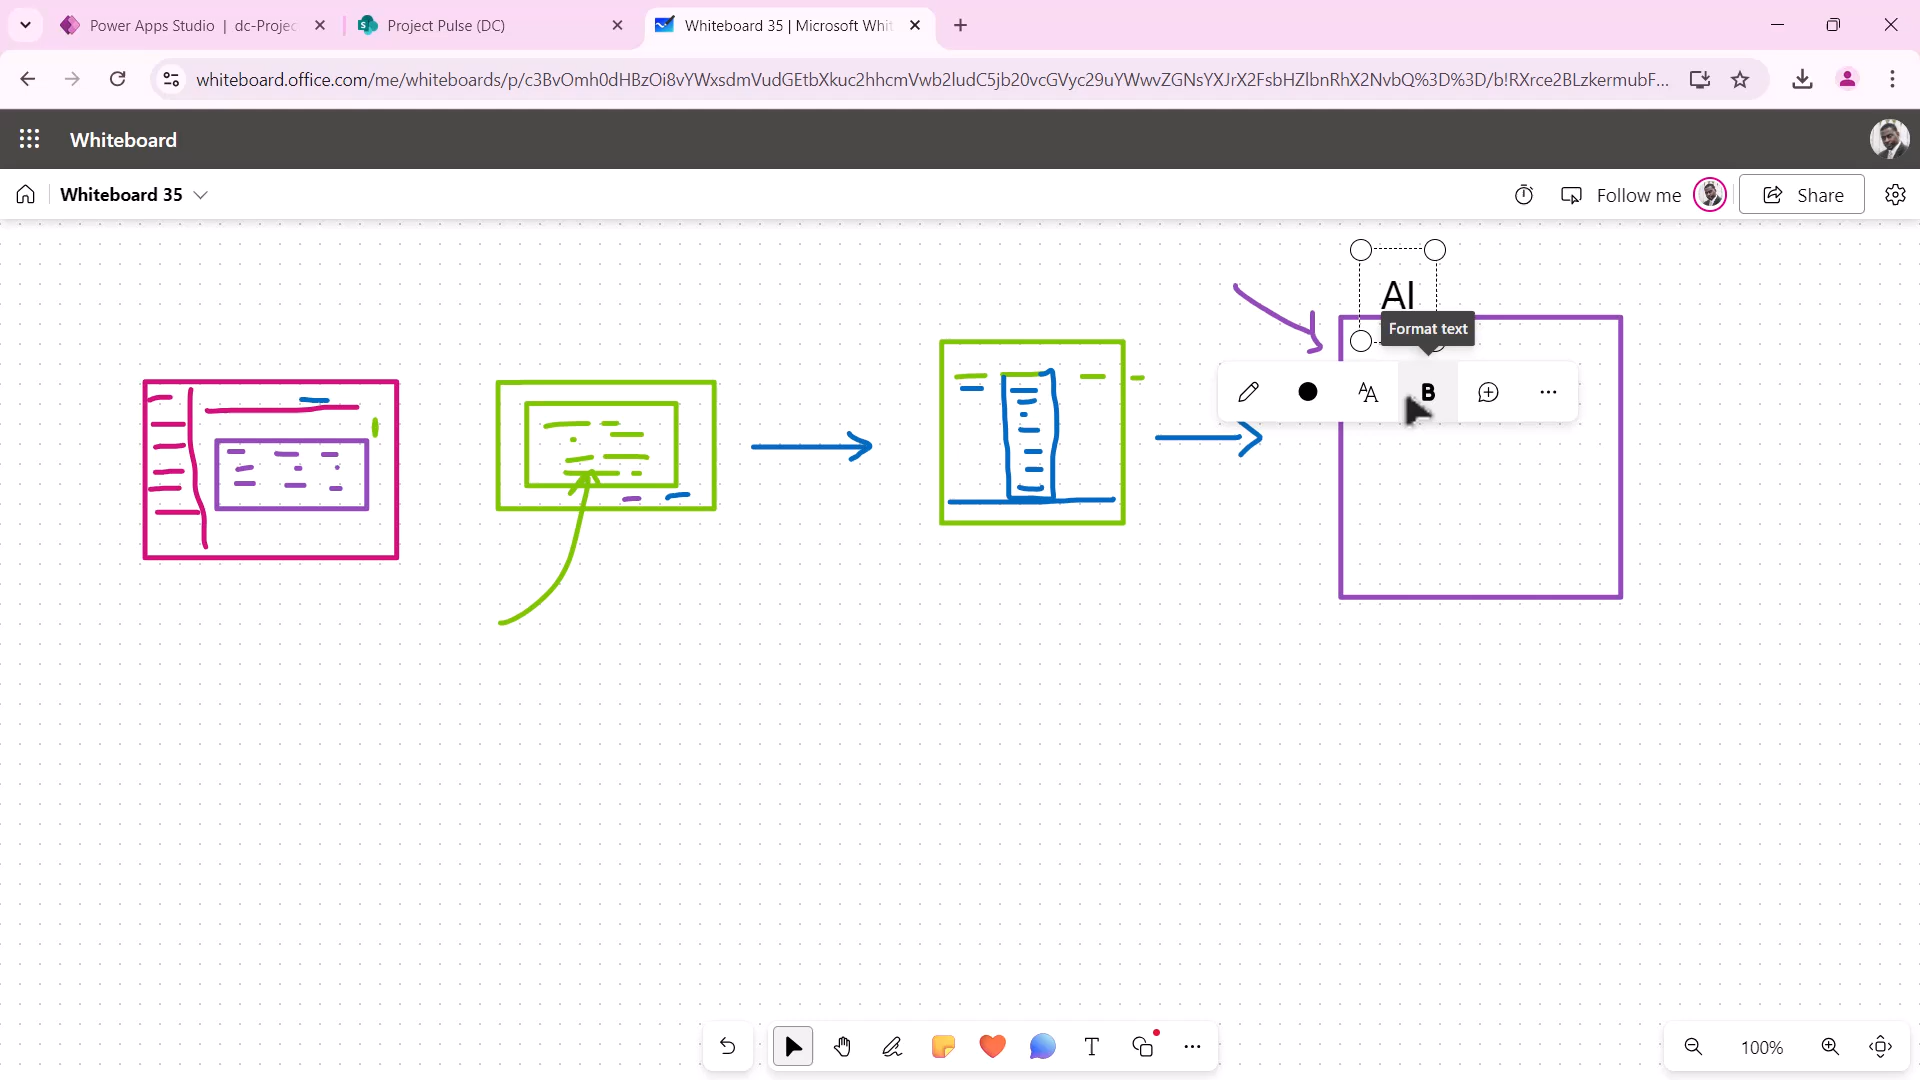 Power Apps Studio | dc-Projec
Project Pulse (DC)
Whiteboard 35 | Microsoft Whit
whiteboard.office.com/me/whiteboards/p/c3BvOmh0dHBzOi8vYWxsdmVudGEtbXkuc2hhcmVwb2ludC5jb20vcGVyc29uYWwvZGNsYXJrX2FsbHZlbnRhX2NvbQ%3D%3D/b!RXrce2BLzkermubF...
Whiteboard
Whiteboard 35
Follow me
Share
AI
Format text
B
T
100%